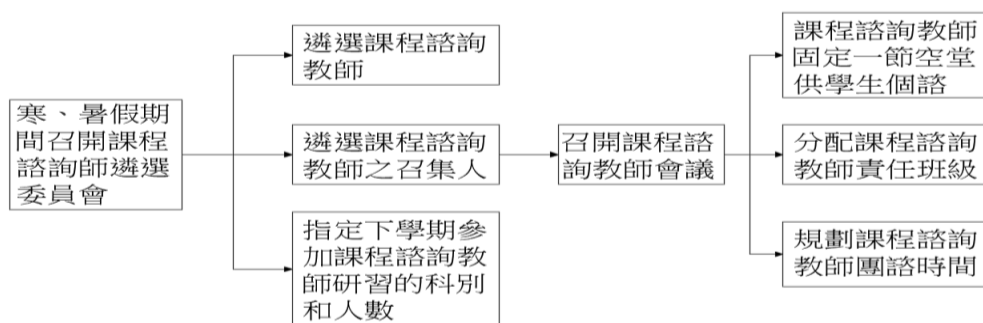 寒、暑假期
間召開課程
諮詢師遴選
委員會
遴選課程諮詢
教師
遴選課程諮詢
教師之召集人
指定下學期參
加課程諮詢教
師研習的科別
和人數
召開課程諮
詢教師會議
課程諮詢教師
固定一節空堂
供學生個諮
分配課程諮詢
教師責任班級
規劃課程諮詢
教師團諮時間